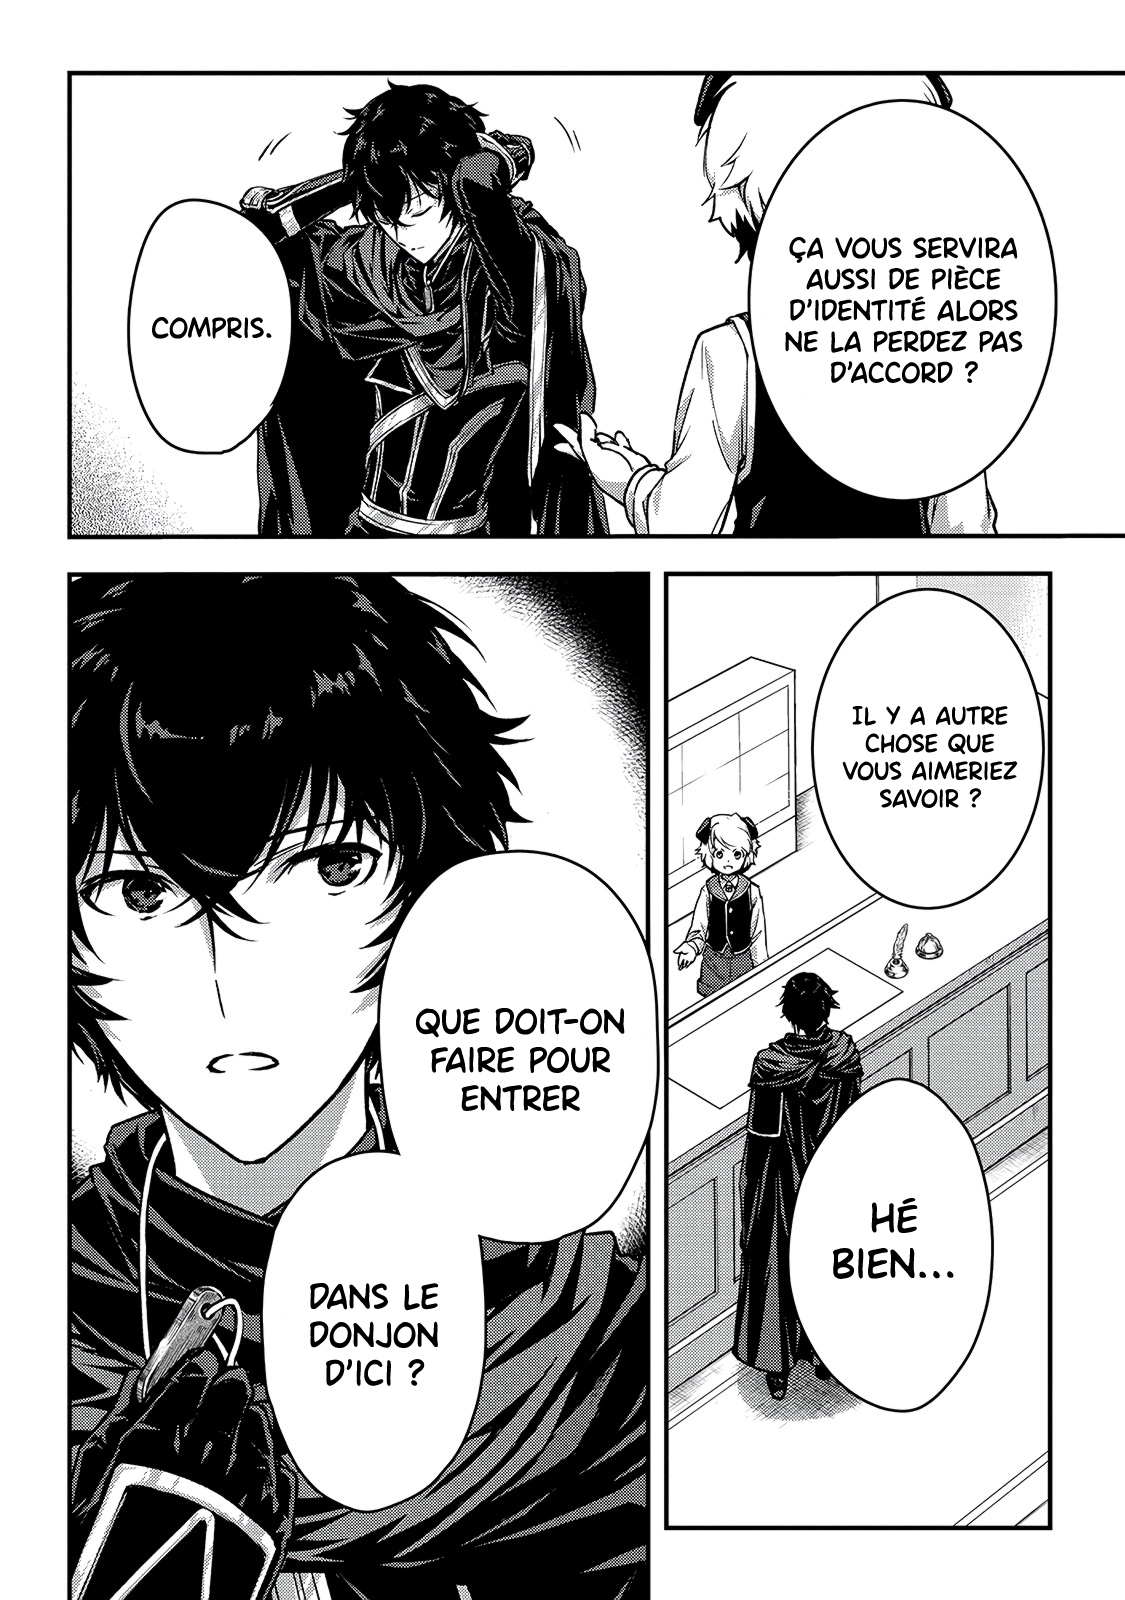 ÇA VOUS SERVIRA
AUSSI DE PIÈCE
D'IDENTITÉ ALORS
NE LA PERDEZ PAS
D'ACCORD ?
COMPRIS.
IL Y A AUTRE
CHOSE QUE
VOUS AIMERIEZ
SAVOIR ?
HÉ
BIEN...
QUE DOIT-ON
FAIRE POUR
ENTRER
DANS LE
DONJON
D'ICI ?